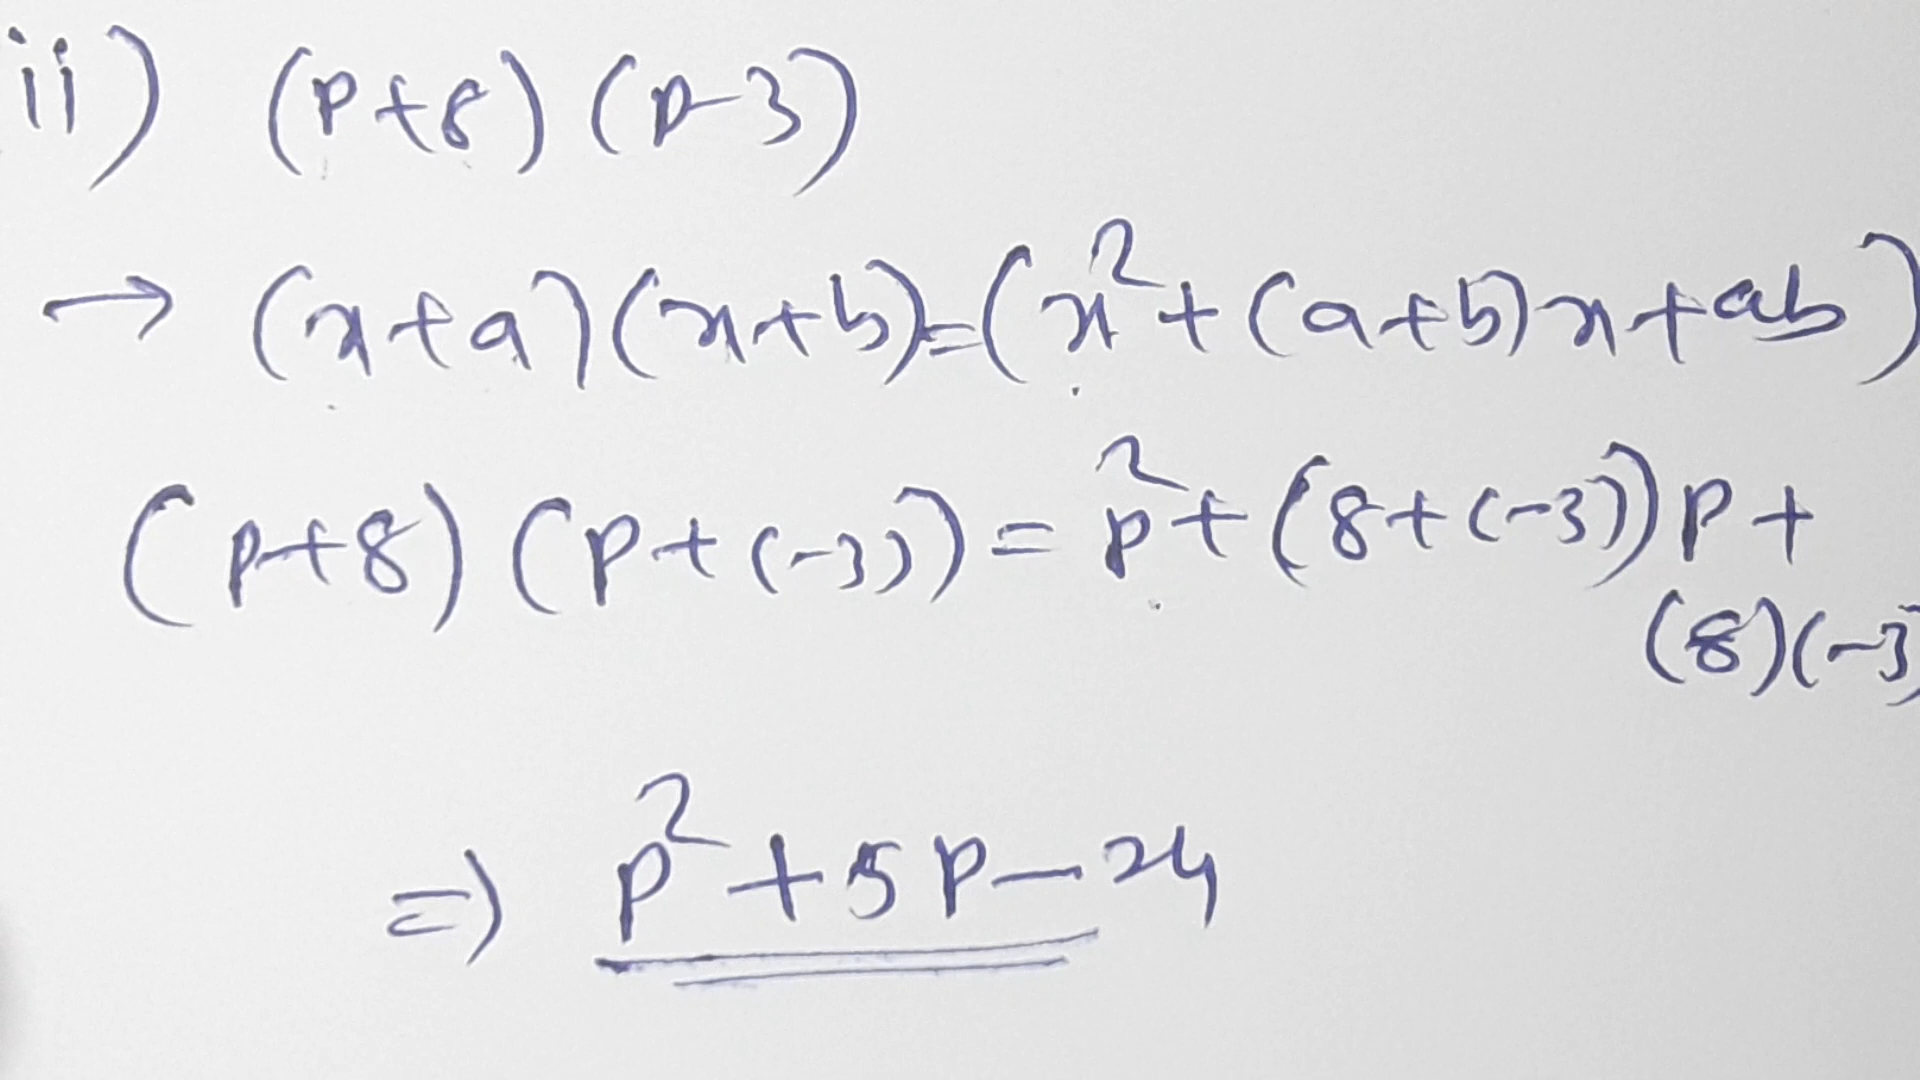 ii) (p+8)(p-3)
→ (x+a)(x+b)=(x²+(a+b)x+ab)
(p+8)(p+(-3))=p²+(8+(-3))p+
(8)(-3)
=) p²+5p-24